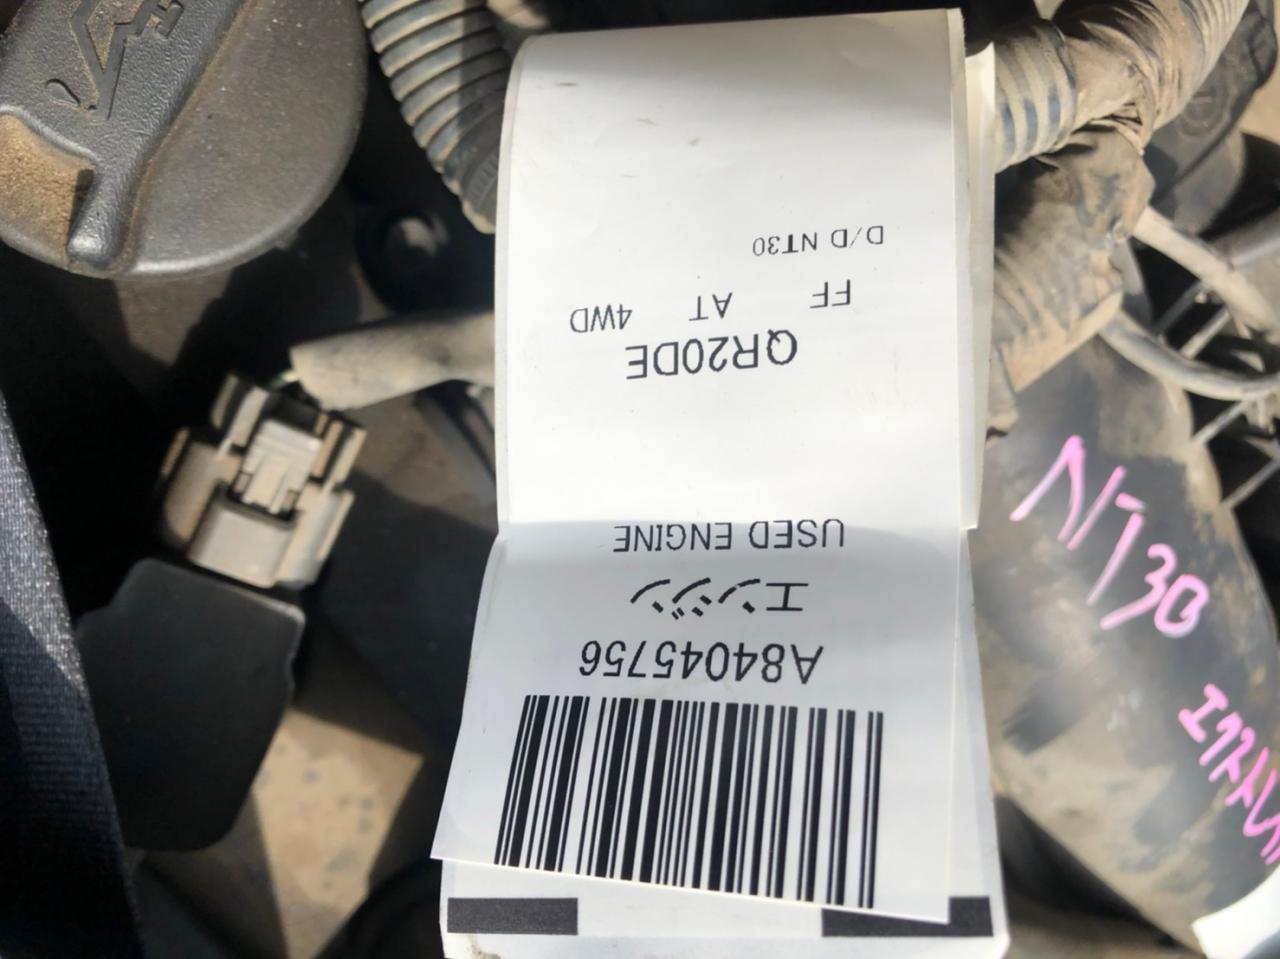 A84045756
エンジン
USED ENGINE
QR20DE
FF AT 4WD
D/D NT30
NT30
エクストレイル